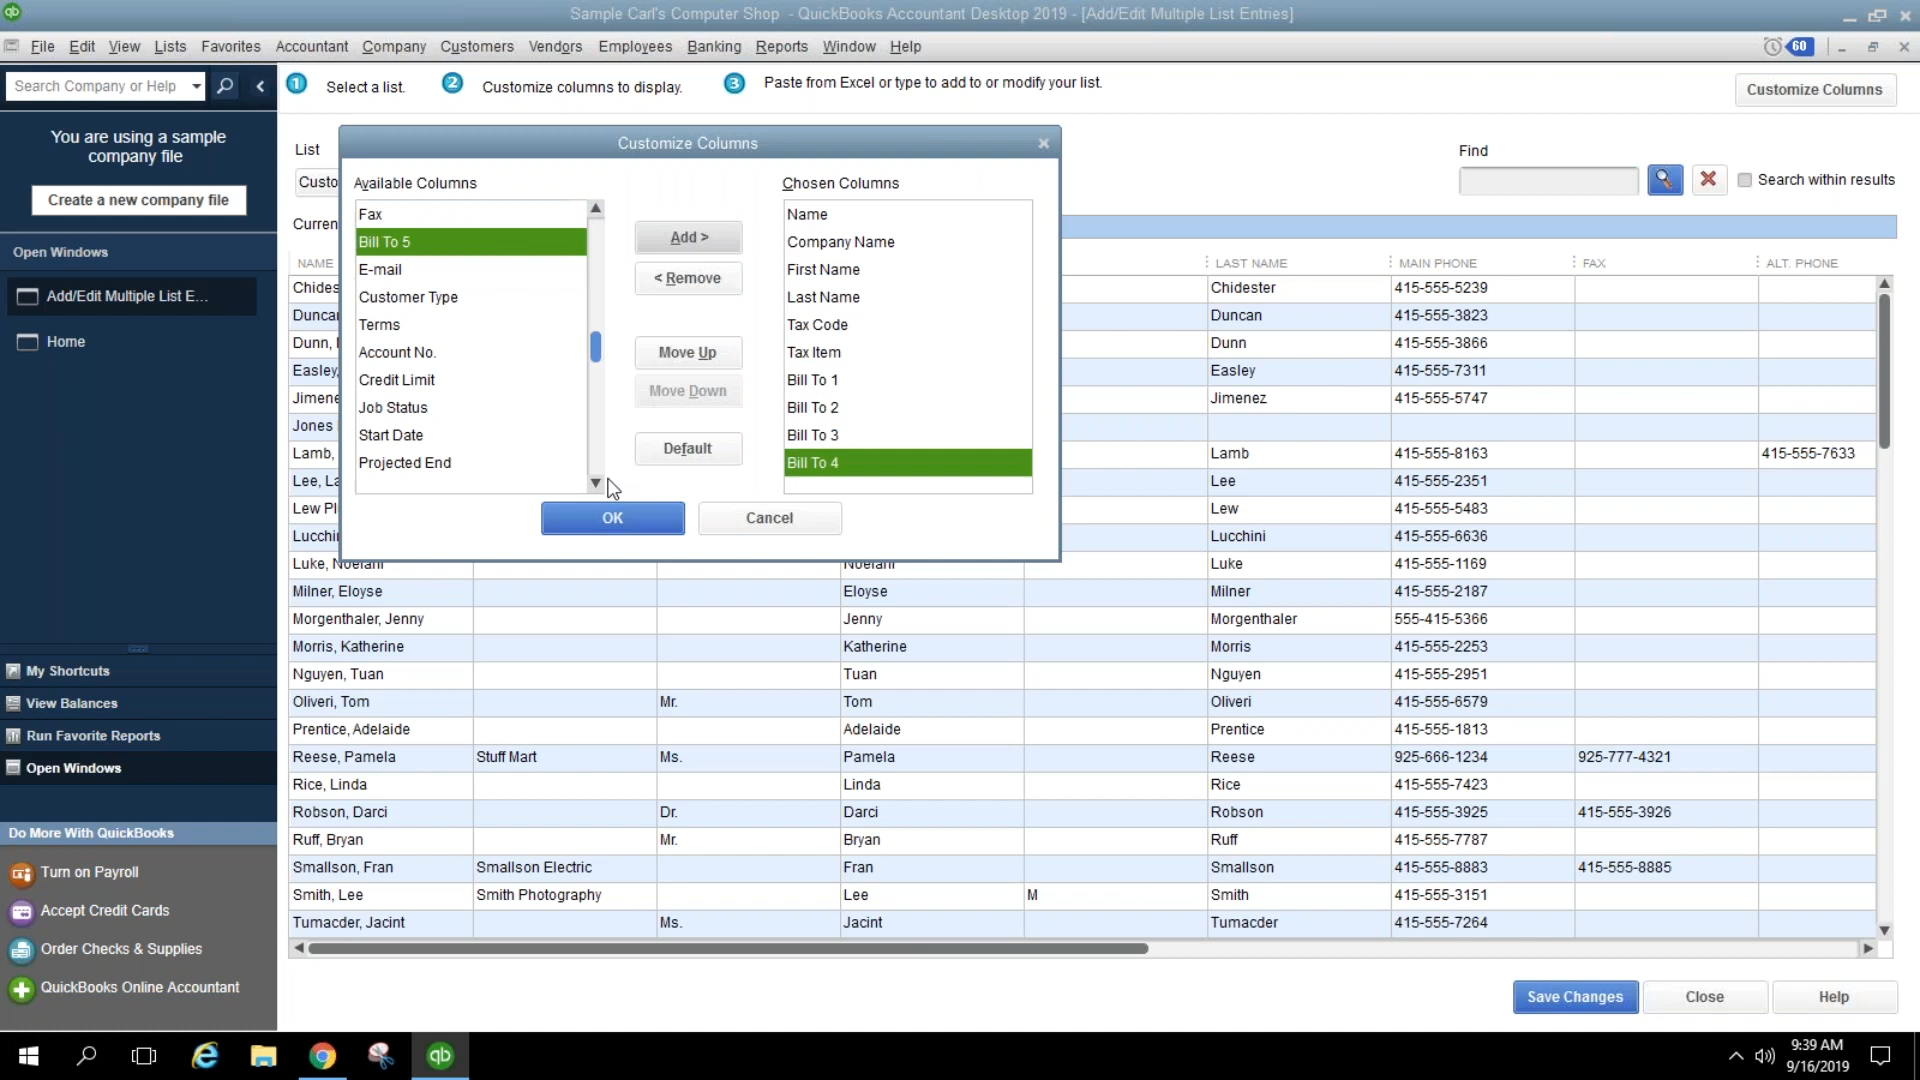 Sample Carl's Computer Shop - QuickBooks Accountant Desktop 2019 - [Add/Edit Multiple List Entries]
File Edit View Lists Favorites Accountant Company Customers Vendors Employees Banking Reports Window Help 60
Search Company or Help
1 Select a list. 2 Customize columns to display. 3 Paste from Excel or type to add to or modify your list.
Customize Columns
You are using a sample
company file
Create a new company file
Open Windows
Add/Edit Multiple List E...
Home
My Shortcuts
View Balances
Run Favorite Reports
Open Windows
Do More With QuickBooks
Turn on Payroll
Accept Credit Cards
Order Checks & Supplies
QuickBooks Online Accountant
List
Custo
Curren
Find
Search within results
Customize Columns
Available Columns
Fax
Bill To 5
E-mail
Customer Type
Terms
Account No.
Credit Limit
Job Status
Start Date
Projected End
Add >
< Remove
Move Up
Move Down
Default
Chosen Columns
Name
Company Name
First Name
Last Name
Tax Code
Tax Item
Bill To 1
Bill To 2
Bill To 3
Bill To 4
OK
Cancel
NAME LAST NAME MAIN PHONE FAX ALT. PHONE
Chides Chidester 415-555-5239
Duncan Duncan 415-555-3823
Dunn, Dunn 415-555-3866
Easley, Easley 415-555-7311
Jimene Jimenez 415-555-5747
Jones
Lamb, Lamb 415-555-8163 415-555-7633
Lee, La Lee 415-555-2351
Lew Pl Lew 415-555-5483
Lucchi Lucchini 415-555-6636
Luke, Noelani Noelani Luke 415-555-1169
Milner, Eloyse Eloyse Milner 415-555-2187
Morgenthaler, Jenny Jenny Morgenthaler 555-415-5366
Morris, Katherine Katherine Morris 415-555-2253
Nguyen, Tuan Tuan Nguyen 415-555-2951
Oliveri, Tom Mr. Tom Oliveri 415-555-6579
Prentice, Adelaide Adelaide Prentice 415-555-1813
Reese, Pamela Stuff Mart Ms. Pamela Reese 925-666-1234 925-777-4321
Rice, Linda Linda Rice 415-555-7423
Robson, Darci Dr. Darci Robson 415-555-3925 415-555-3926
Ruff, Bryan Mr. Bryan Ruff 415-555-7787
Smallson, Fran Smallson Electric Fran Smallson 415-555-8883 415-555-8885
Smith, Lee Smith Photography Lee M Smith 415-555-3151
Tumacder, Jacint Ms. Jacint Tumacder 415-555-7264
Save Changes
Close
Help
qb
9:39 AM
9/16/2019